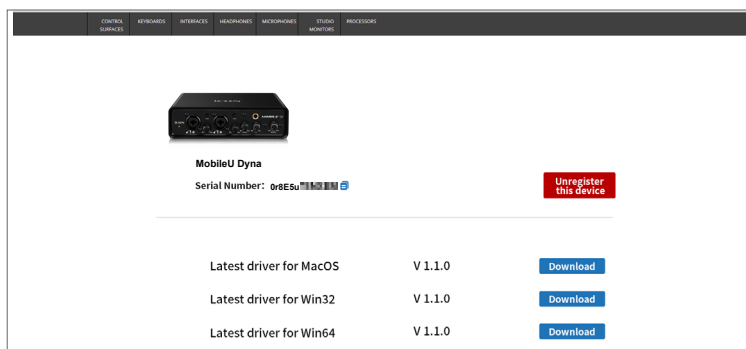 CONTROL SURFACES
KEYBOARDS
INTERFACES
HEADPHONES
MICROPHONES
STUDIO MONITORS
PROCESSORS
MobileU Dyna
Serial Number: 0r8E5u
Unregister
this device
Latest driver for MacOS V 1.1.0 Download
Latest driver for Win32 V 1.1.0 Download
Latest driver for Win64 V 1.1.0 Download